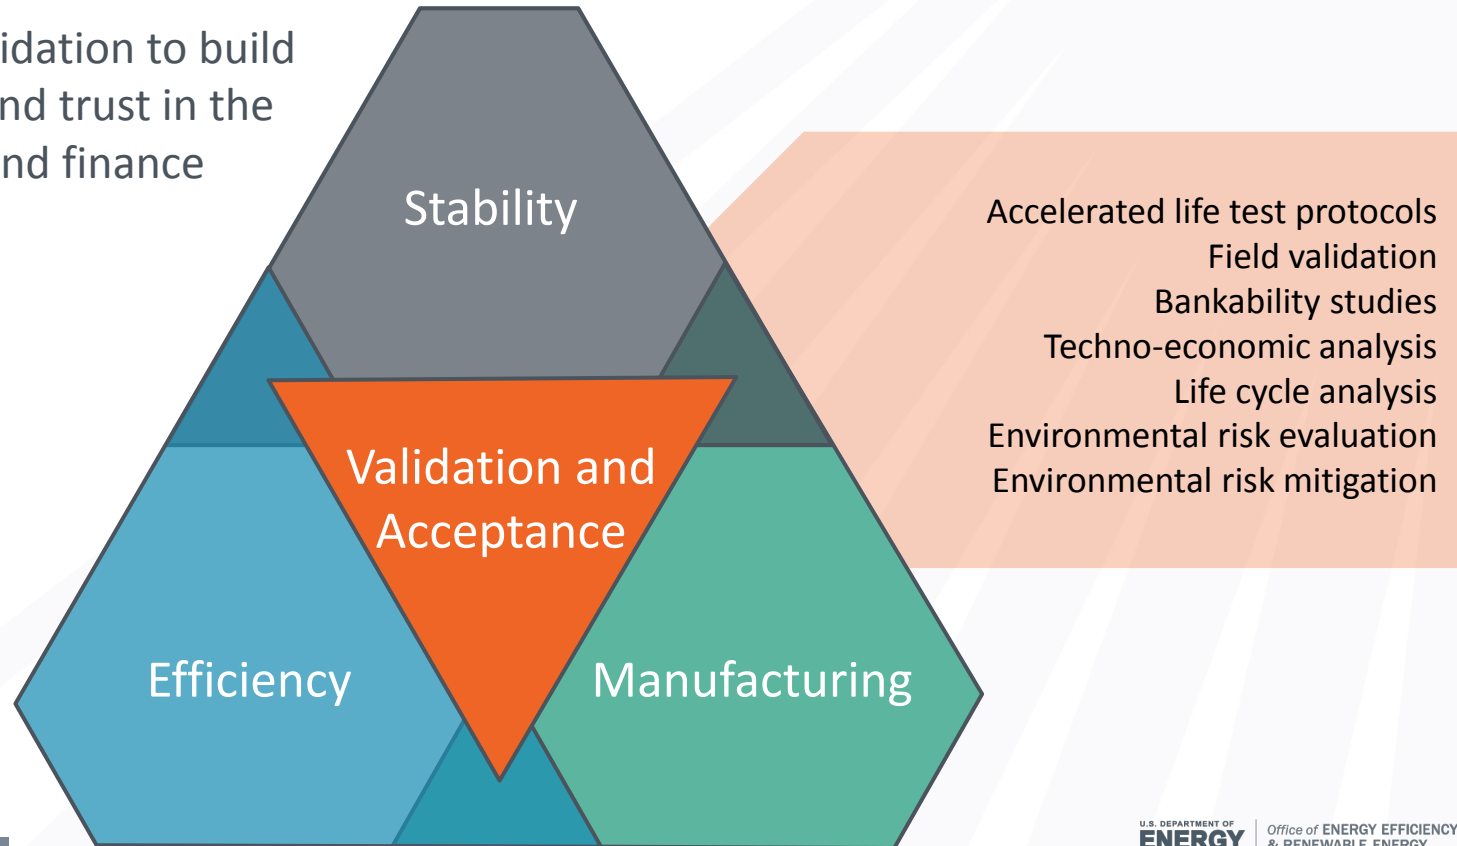 idation to build
nd trust in the
nd finance
Stability
Accelerated life test protocols
Field validation
Bankability studies
Techno-economic analysis
Life cycle analysis
Environmental risk evaluation
Environmental risk mitigation
Validation and
Acceptance
Efficiency
Manufacturing
U.S. DEPARTMENT OF
ENERGY
Office of ENERGY EFFICIENCY
& RENEWABLE ENERGY